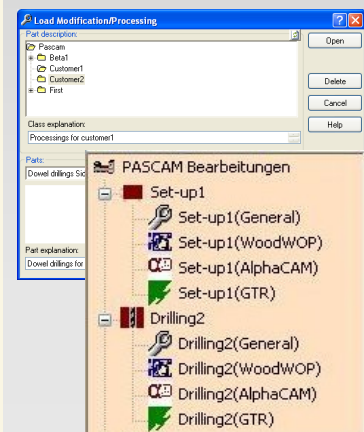 Load Modification/Processing
Part description:
Open
Pascam
Beta1
Customer1
Customer2
First
Delete
Cancel
Help
Class explanation:
Processings for customer1
Parts:
Dowel drillings Sic
Part explanation:
Dowel drillings for
PASCAM Bearbeitungen
Set-up1
Set-up1(General)
Set-up1(WoodWOP)
Set-up1(AlphaCAM)
Set-up1(GTR)
Drilling2
Drilling2(General)
Drilling2(WoodWOP)
Drilling2(AlphaCAM)
Drilling2(GTR)